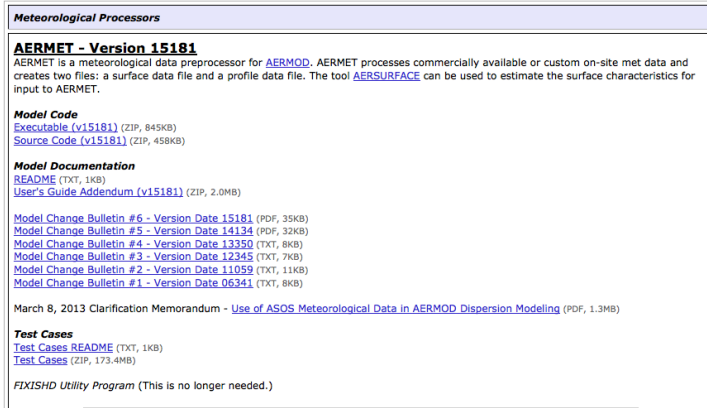 Meteorological Processors
AERMET - Version 15181
AERMET is a meteorological data preprocessor for AERMOD. AERMET processes commercially available or custom on-site met data and
creates two files: a surface data file and a profile data file. The tool AERSURFACE can be used to estimate the surface characteristics for
input to AERMET.
Model Code
Executable (v15181) (ZIP, 845KB)
Source Code (v15181) (ZIP, 458KB)
Model Documentation
README (TXT, 1KB)
User's Guide Addendum (v15181) (ZIP, 2.0MB)
Model Change Bulletin #6 - Version Date 15181 (PDF, 35KB)
Model Change Bulletin #5 - Version Date 14134 (PDF, 32KB)
Model Change Bulletin #4 - Version Date 13350 (TXT, 8KB)
Model Change Bulletin #3 - Version Date 12345 (TXT, 7KB)
Model Change Bulletin #2 - Version Date 11059 (TXT, 11KB)
Model Change Bulletin #1 - Version Date 06341 (TXT, 8KB)
March 8, 2013 Clarification Memorandum - Use of ASOS Meteorological Data in AERMOD Dispersion Modeling (PDF, 1.3MB)
Test Cases
Test Cases README (TXT, 1KB)
Test Cases (ZIP, 173.4MB)
FIXISHD Utility Program (This is no longer needed.)